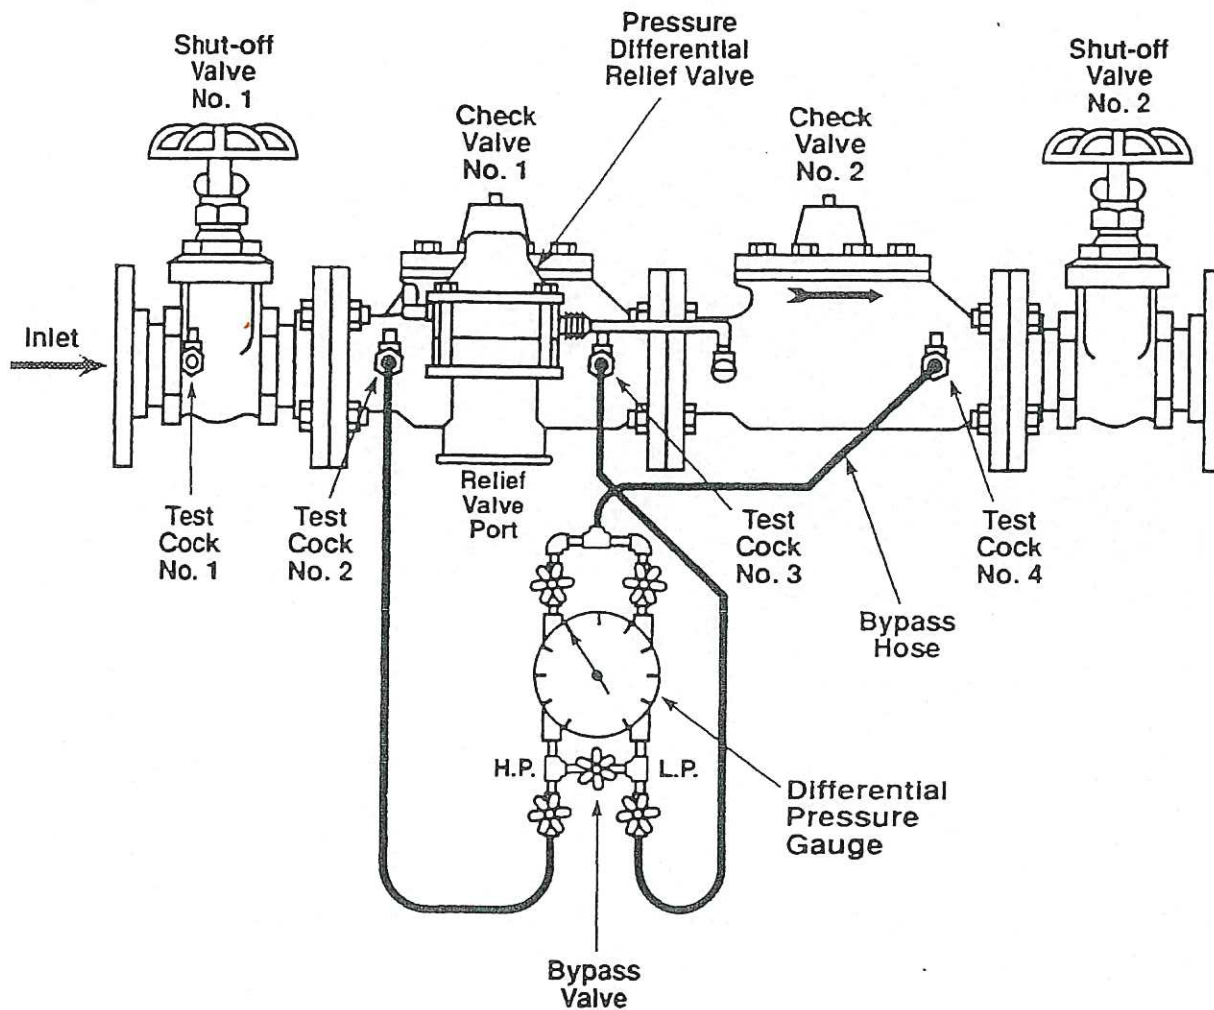 Pressure
Differential
Relief Valve
Shut-off
Valve
No. 1
Shut-off
Valve
No. 2
Check
Valve
No. 1
Check
Valve
No. 2
Inlet
Relief
Valve
Port
Test
Cock
No. 1
Test
Cock
No. 2
Test
Cock
No. 3
Test
Cock
No. 4
Bypass
Hose
H.P.
L.P.
Differential
Pressure
Gauge
Bypass
Valve